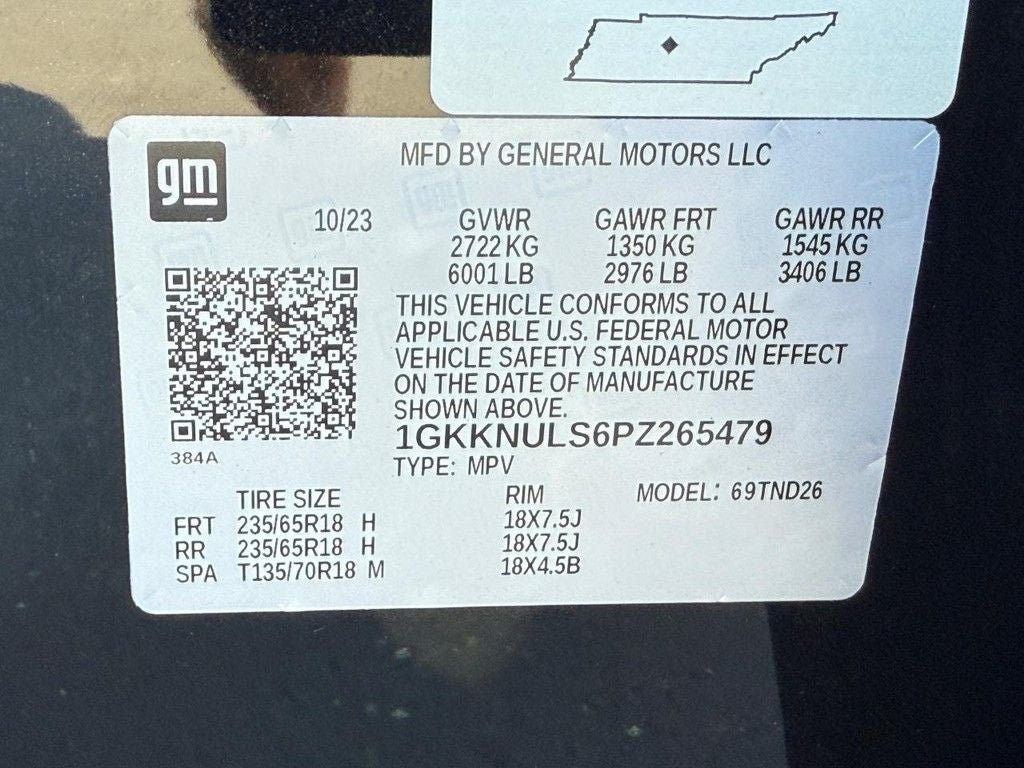 gm
MFD BY GENERAL MOTORS LLC
10/23 GVWR GAWR FRT GAWR RR
2722 KG 1350 KG 1545 KG
6001 LB 2976 LB 3406 LB
THIS VEHICLE CONFORMS TO ALL
APPLICABLE U.S. FEDERAL MOTOR
VEHICLE SAFETY STANDARDS IN EFFECT
ON THE DATE OF MANUFACTURE
SHOWN ABOVE.
1GKKNULS6PZ265479
384A
TYPE: MPV
TIRE SIZE RIM MODEL: 69TND26
FRT 235/65R18 H 18X7.5J
RR 235/65R18 H 18X7.5J
SPA T135/70R18 M 18X4.5B